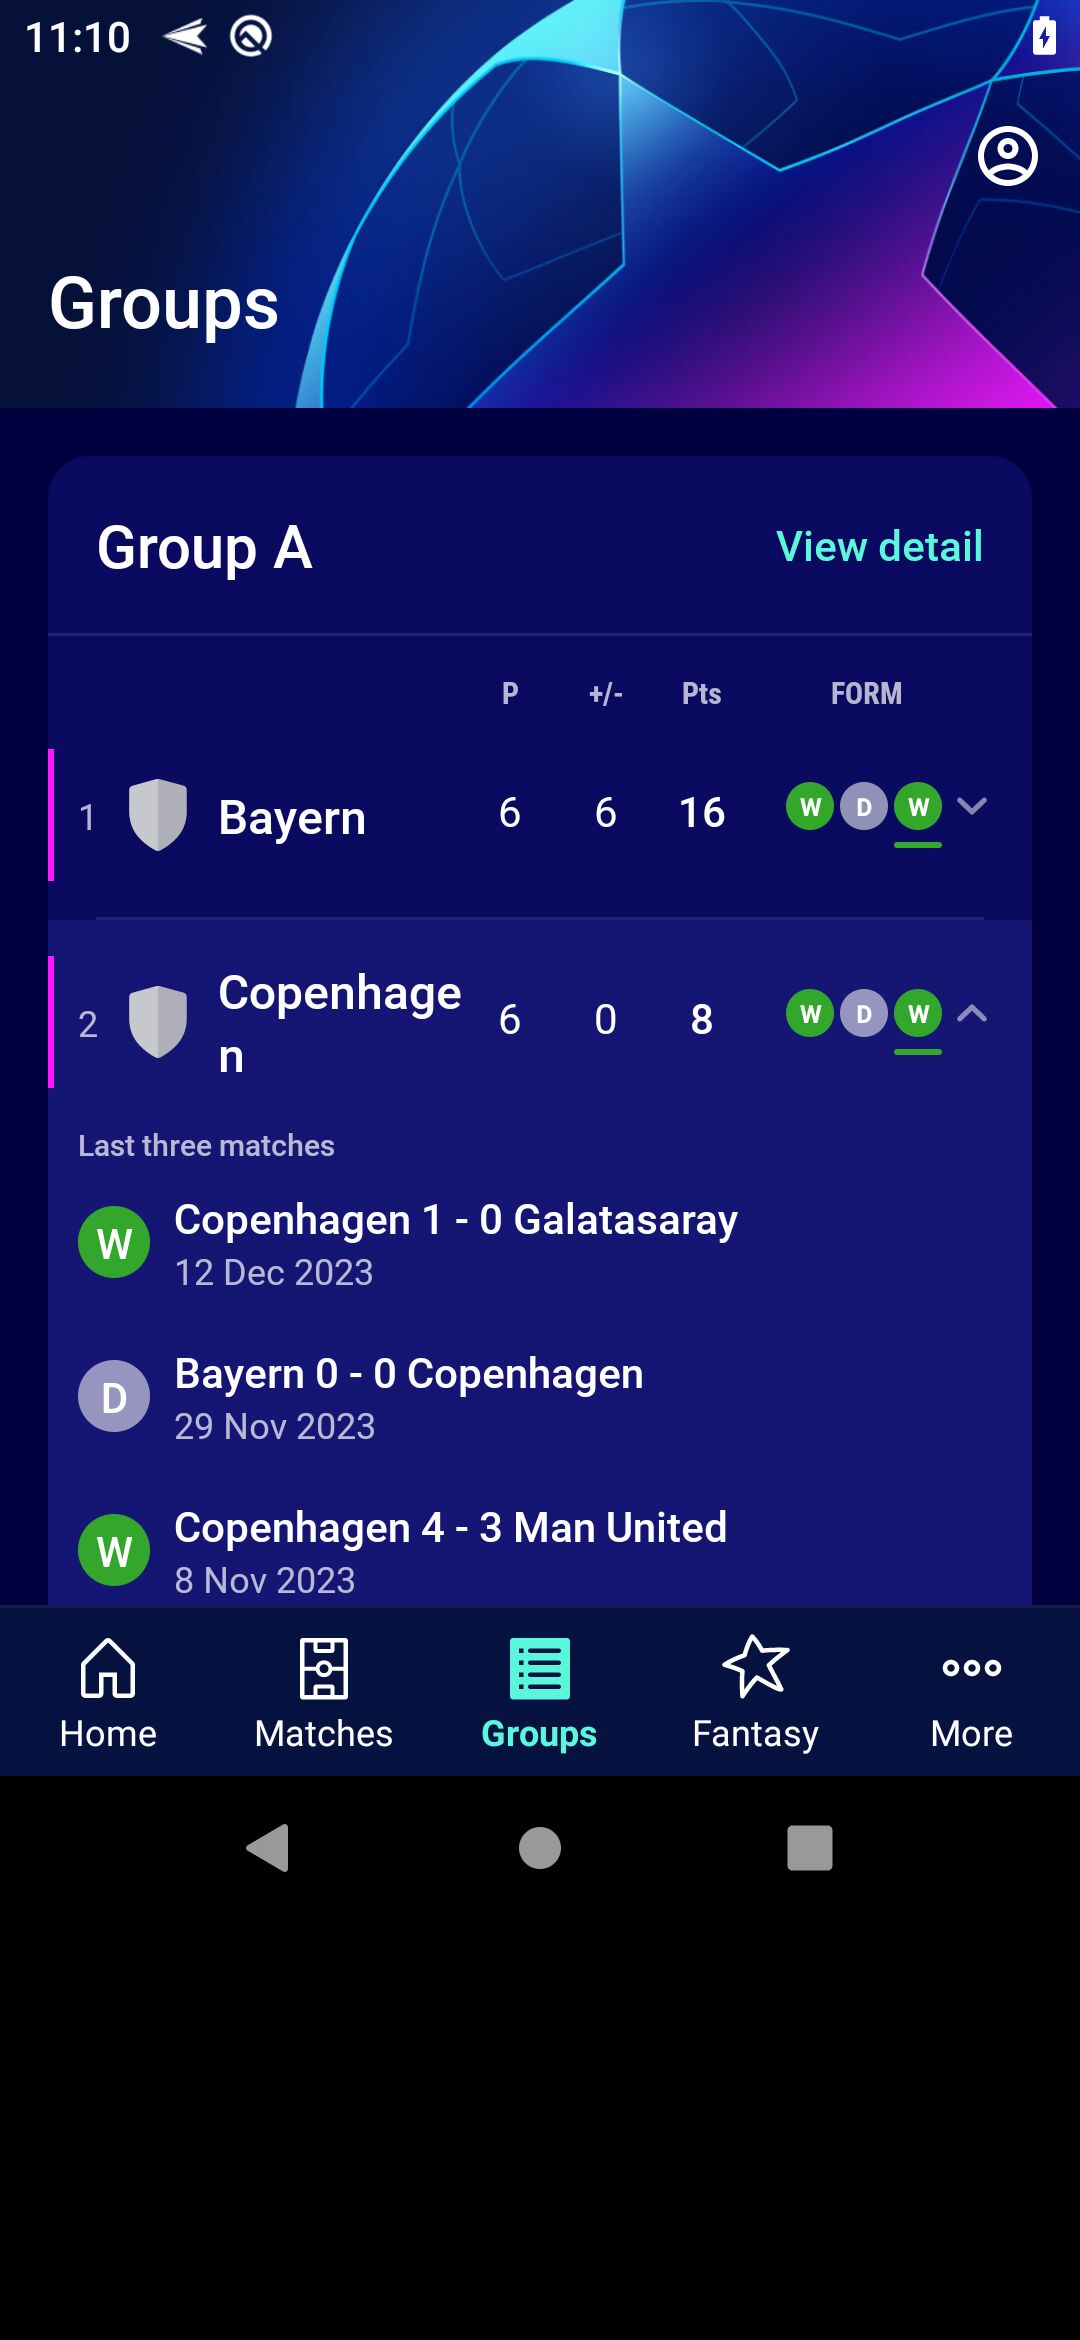 11:10
Groups
Group A View detail
P +/- Pts FORM
1 Bayern 6 6 16 W D W
2 Copenhage
n 6 0 8 W D W
Last three matches
W Copenhagen 1 - 0 Galatasaray
12 Dec 2023
D Bayern 0 - 0 Copenhagen
29 Nov 2023
W Copenhagen 4 - 3 Man United
8 Nov 2023
Home Matches Groups Fantasy More